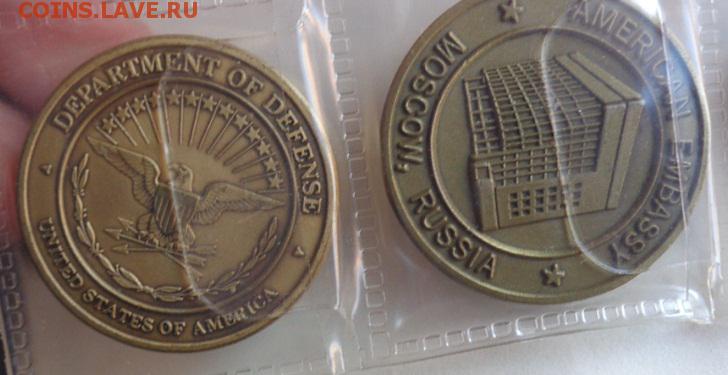 COINS.LAVE.RU
DEPARTMENT OF DEFENSE
UNITED STATES OF AMERICA
AMERICAN EMBASSY
MOSCOW, RUSSIA